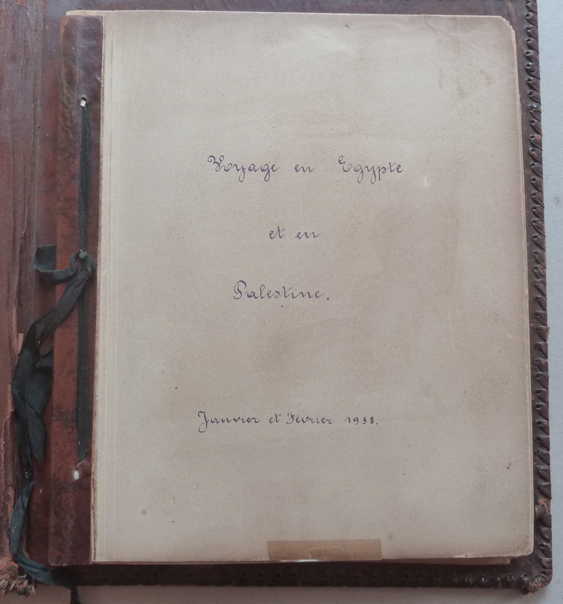 Voyage en Egypte
et en
Palestine.
Janvier et Février 1938.